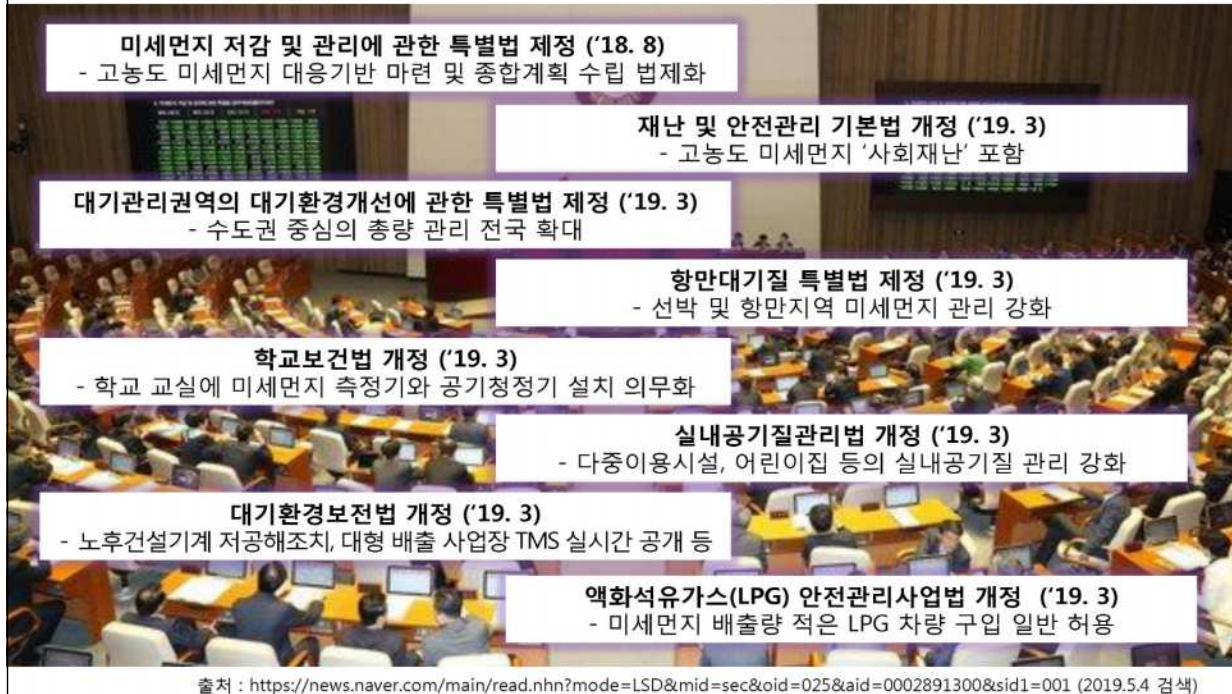 미세먼지 저감 및 관리에 관한 특별법 제정 (‘18. 8)
- 고농도 미세먼지 대응기반 마련 및 종합계획 수립 법제화
재난 및 안전관리 기본법 개정 (‘19. 3)
- 고농도 미세먼지 ‘사회재난’ 포함
대기관리권역의 대기환경개선에 관한 특별법 제정 (‘19. 3)
- 수도권 중심의 총량 관리 전국 확대
항만대기질 특별법 제정 (‘19. 3)
- 선박 및 항만지역 미세먼지 관리 강화
학교보건법 개정 (‘19. 3)
- 학교 교실에 미세먼지 측정기와 공기청정기 설치 의무화
실내공기질관리법 개정 (‘19. 3)
- 다중이용시설, 어린이집 등의 실내공기질 관리 강화
대기환경보전법 개정 (‘19. 3)
- 노후건설기계 저공해조치, 대형 배출 사업장 TMS 실시간 공개 등
액화석유가스(LPG) 안전관리사업법 개정 (‘19. 3)
- 미세먼지 배출량 적은 LPG 차량 구입 일반 허용
출처 : https://news.naver.com/main/read.nhn?mode=LSD&mid=sec&oid=025&aid=0002891300&sid1=001 (2019.5.4 검색)